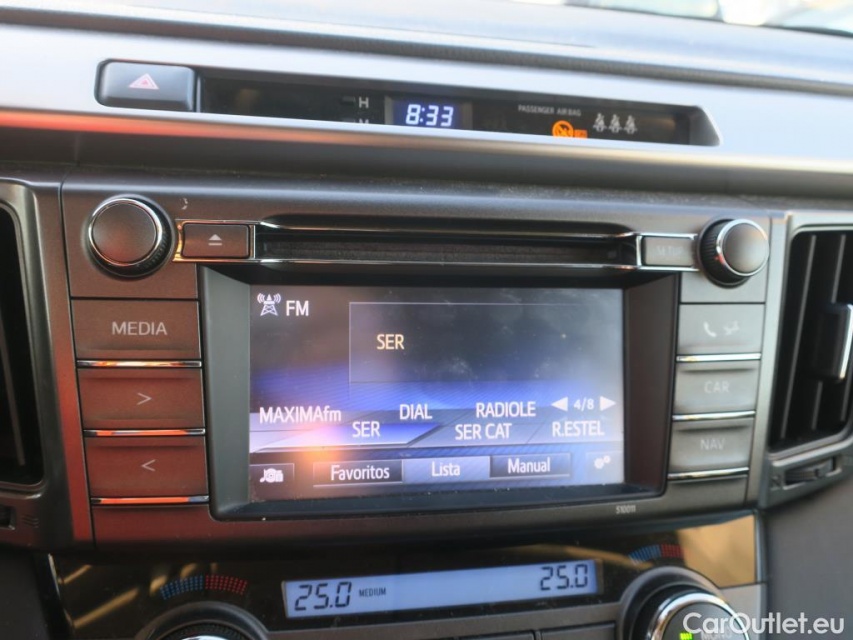 H
8:33
PASSENGER AIR BAG
MEDIA
>
<
FM
SER
MAXIMAfm DIAL RADIOLE 4/8
SER SER CAT R.ESTEL
Favoritos Lista Manual
CAR
NAV
510011
25.0 MEDIUM 25.0
CarOutlet.eu